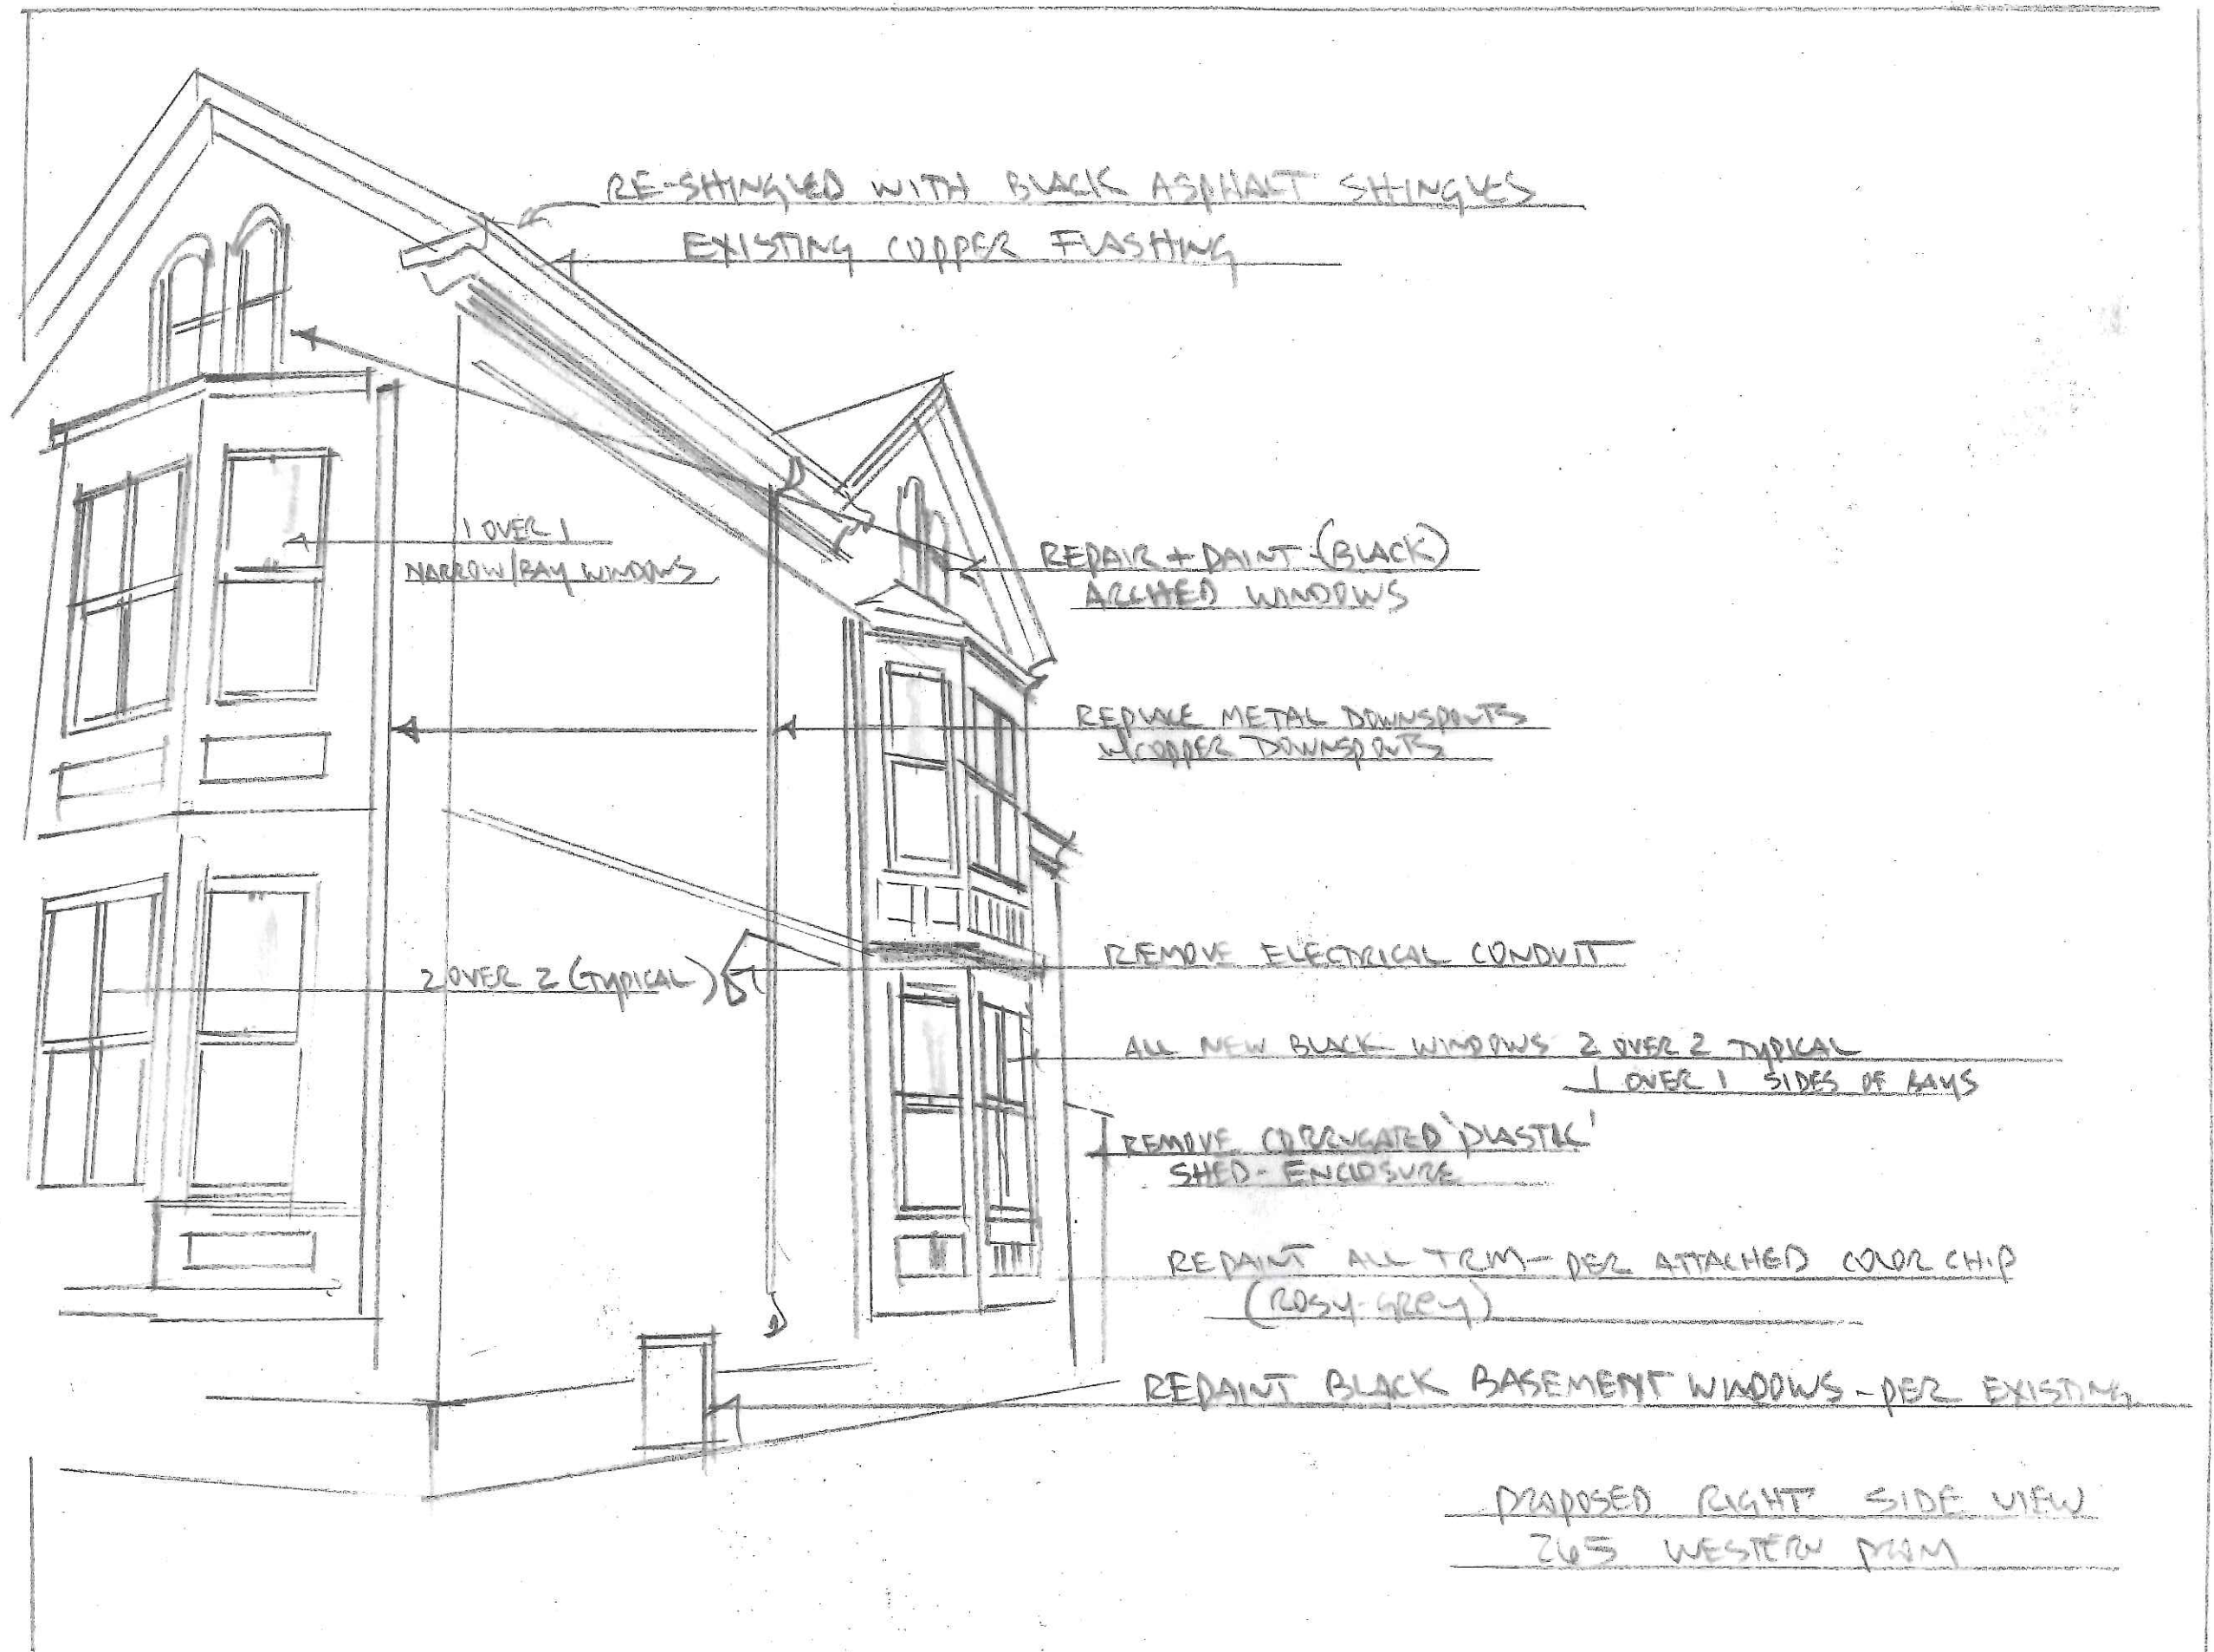 RE-SHINGLED WITH BLACK ASPHALT SHINGLES
EXISTING COPPER FLASHING
1 OVER 1
NARROW/BAY WINDOWS
REPAIR + PAINT (BLACK)
ARCHED WINDOWS
REPLACE METAL DOWNSPOUTS
W/COPPER DOWNSPOUTS
REMOVE ELECTRICAL CONDUIT
2 OVER 2 (TYPICAL)
ALL NEW BLACK WINDOWS 2 OVER 2 TYPICAL
1 OVER 1 SIDES OF BAYS
REMOVE CORRUGATED 'PLASTIC'
SHED-ENCLOSURE
REPAINT ALL TRIM- PER ATTACHED COLOR CHIP
(ROSY-GREY)
REPAINT BLACK BASEMENT WINDOWS - PER EXISTING
PROPOSED RIGHT SIDE VIEW
265 WESTERN PROM